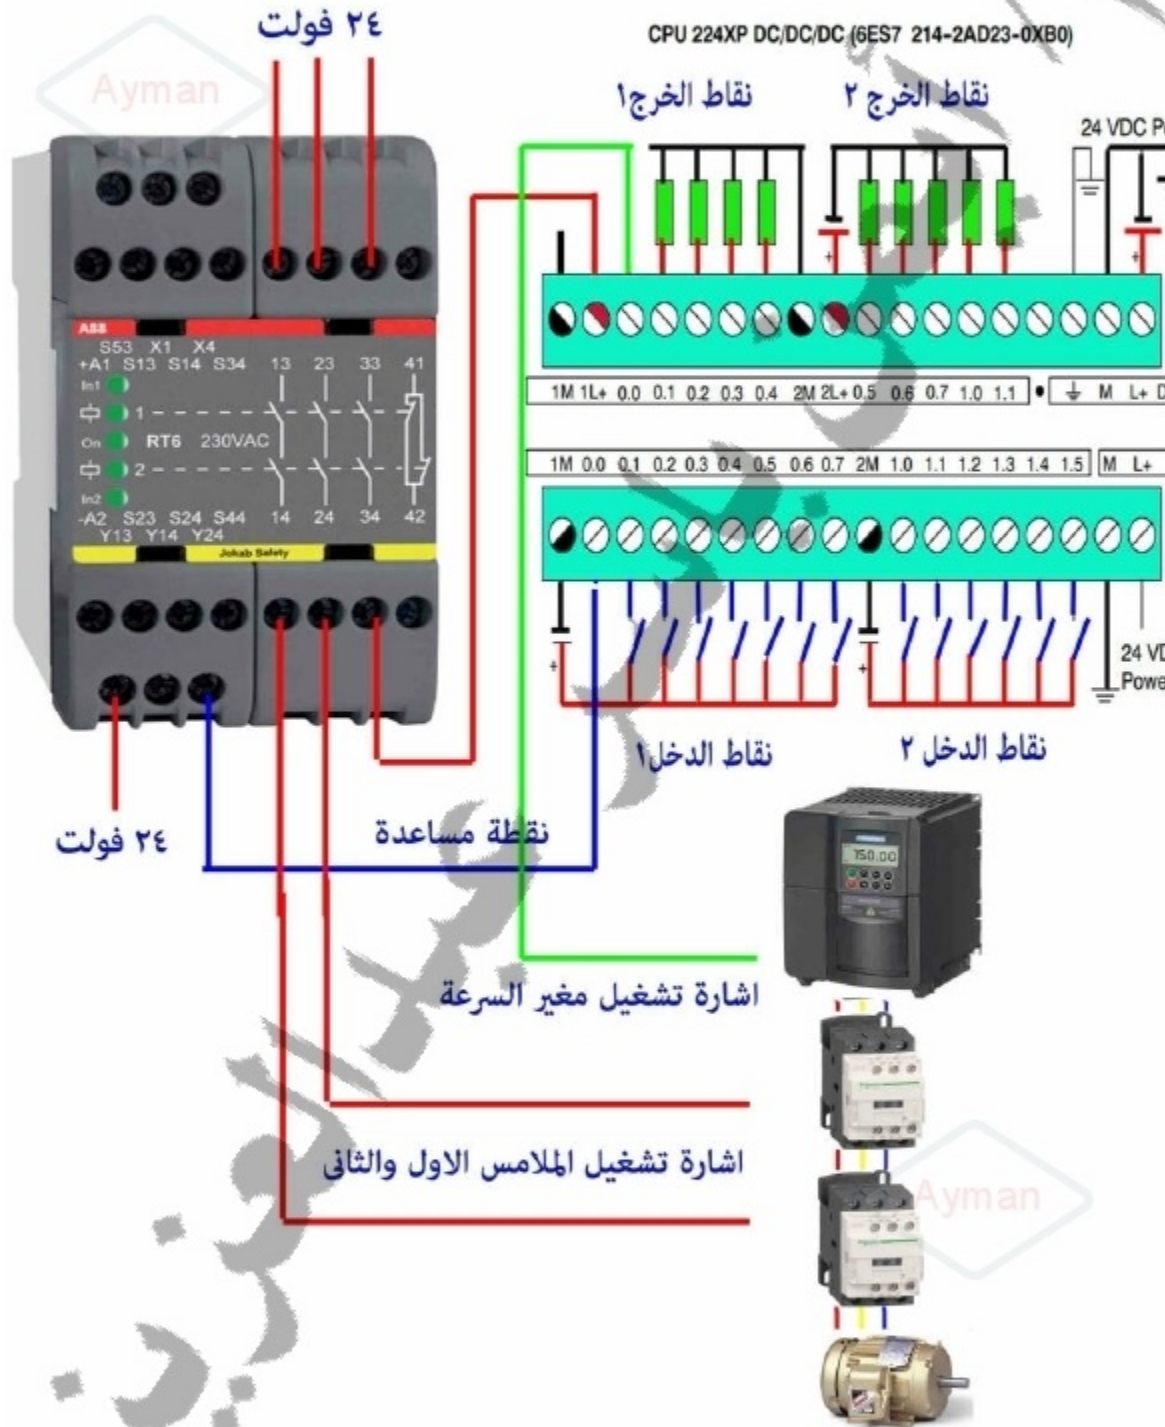 ٢٤ فولت
CPU 224XP DC/DC/DC (6ES7 214-2AD23-0XB0)
Ayman
نقاط الخرج١
نقاط الخرج ٢
24 VDC Po
+
+
ABB
S53 X1 X4
+A1 S13 S14 S34 13 23 33 41
In1
1
On RT6 230VAC
2
In2
-A2 S23 S24 S44 14 24 34 42
Y13 Y14 Y24
Jokab Safety
1M 1L+ 0.0 0.1 0.2 0.3 0.4 2M 2L+ 0.5 0.6 0.7 1.0 1.1 M L+ D
1M 0.0 0.1 0.2 0.3 0.4 0.5 0.6 0.7 2M 1.0 1.1 1.2 1.3 1.4 1.5 M L+
+
+
24 VD
Powe
نقاط الدخل١
نقاط الدخل ٢
٢٤ فولت
نقطة مساعدة
150.00
اشارة تشغيل مغير السرعة
اشارة تشغيل الملامس الاول والثانى
Ayman